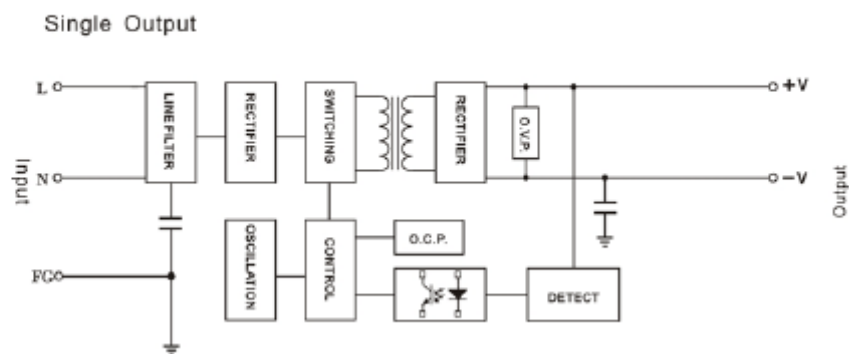 Single Output
L
N
FG
Input
LINE FILTER
RECTIFIER
SWITCHING
RECTIFIER
O.V.P.
+V
−V
Output
OSCILLATION
CONTROL
O.C.P.
DETECT